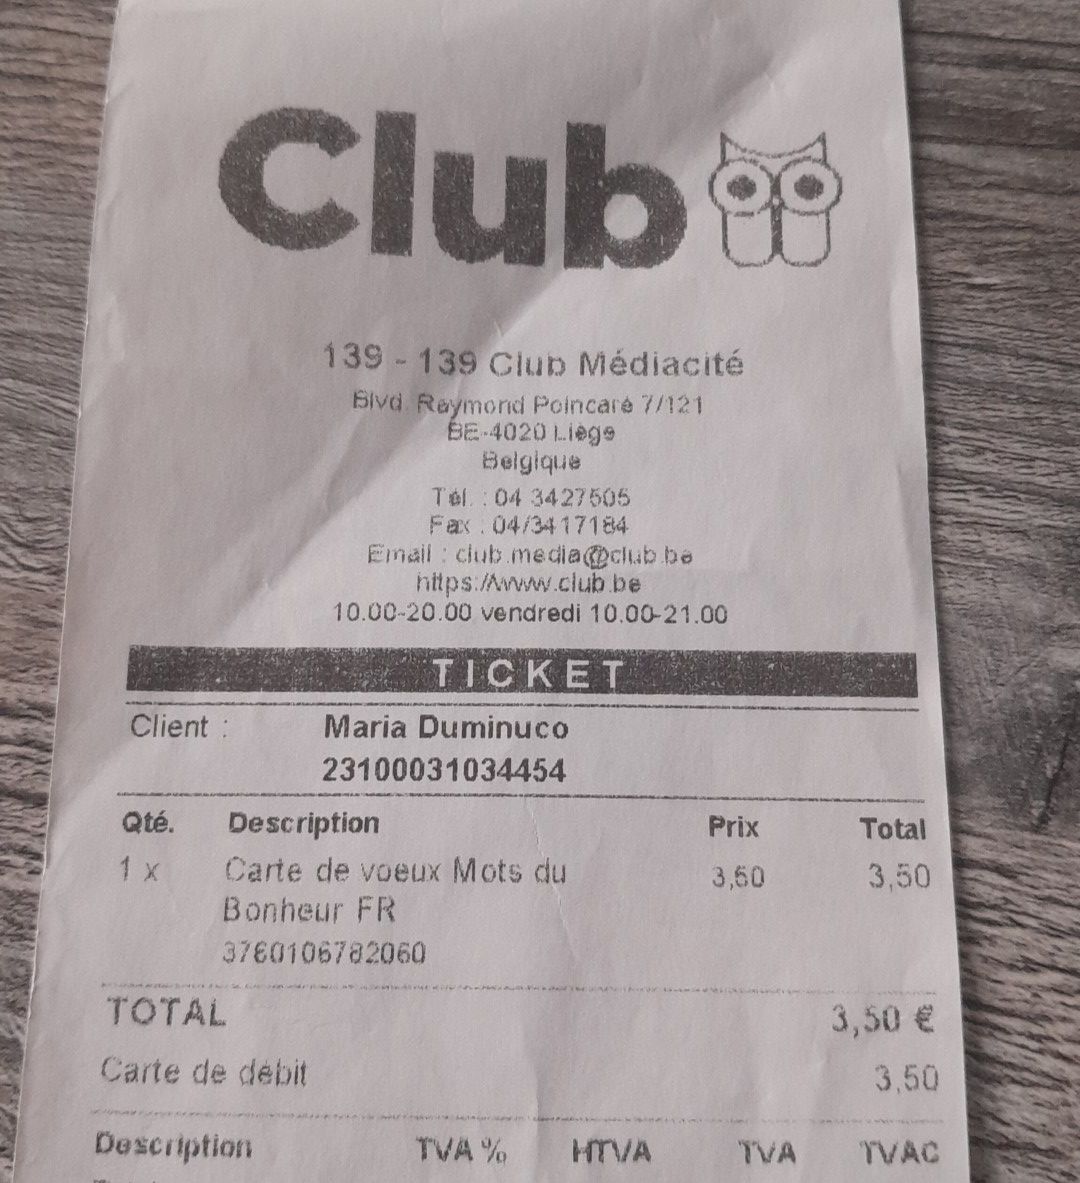 Club
139 - 139 Club Médiacité
Blvd. Raymond Poincaré 7/121
BE-4020 Liège
Belgique
Tél. : 04 3427505
Fax : 04/3417184
Email : club.media@club.be
https://www.club.be
10.00-20.00 vendredi 10.00-21.00
TICKET
Client : Maria Duminuco
23100031034454
Qté. Description Prix Total
1 x Carte de voeux Mots du 3,50 3,50
Bonheur FR
3760106782060
TOTAL 3,50 €
Carte de débit 3,50
Description TVA % HTVA TVA TVAC